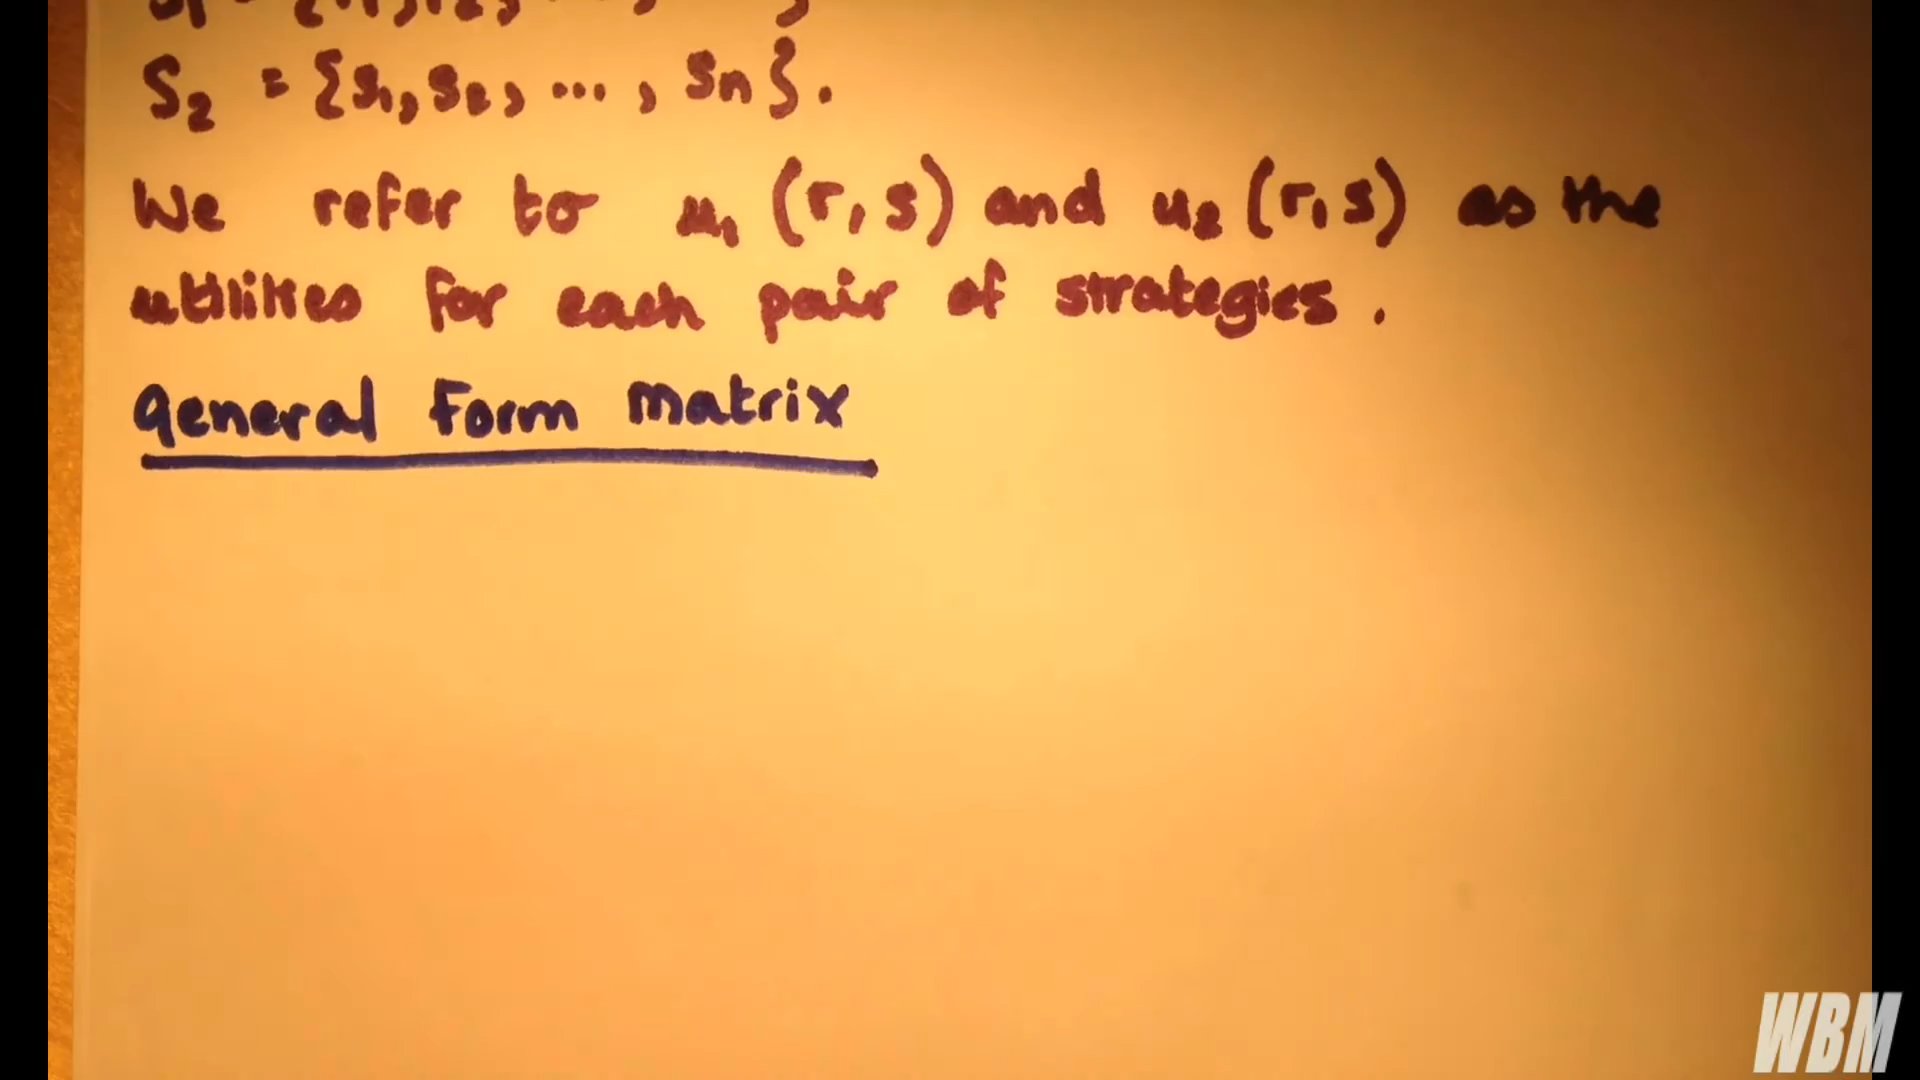 S2 = {s1, s2, ... , sn}.
We refer to u1 (r, s) and u2 (r, s) as the
utilities for each pair of strategies.
General form matrix
WBM